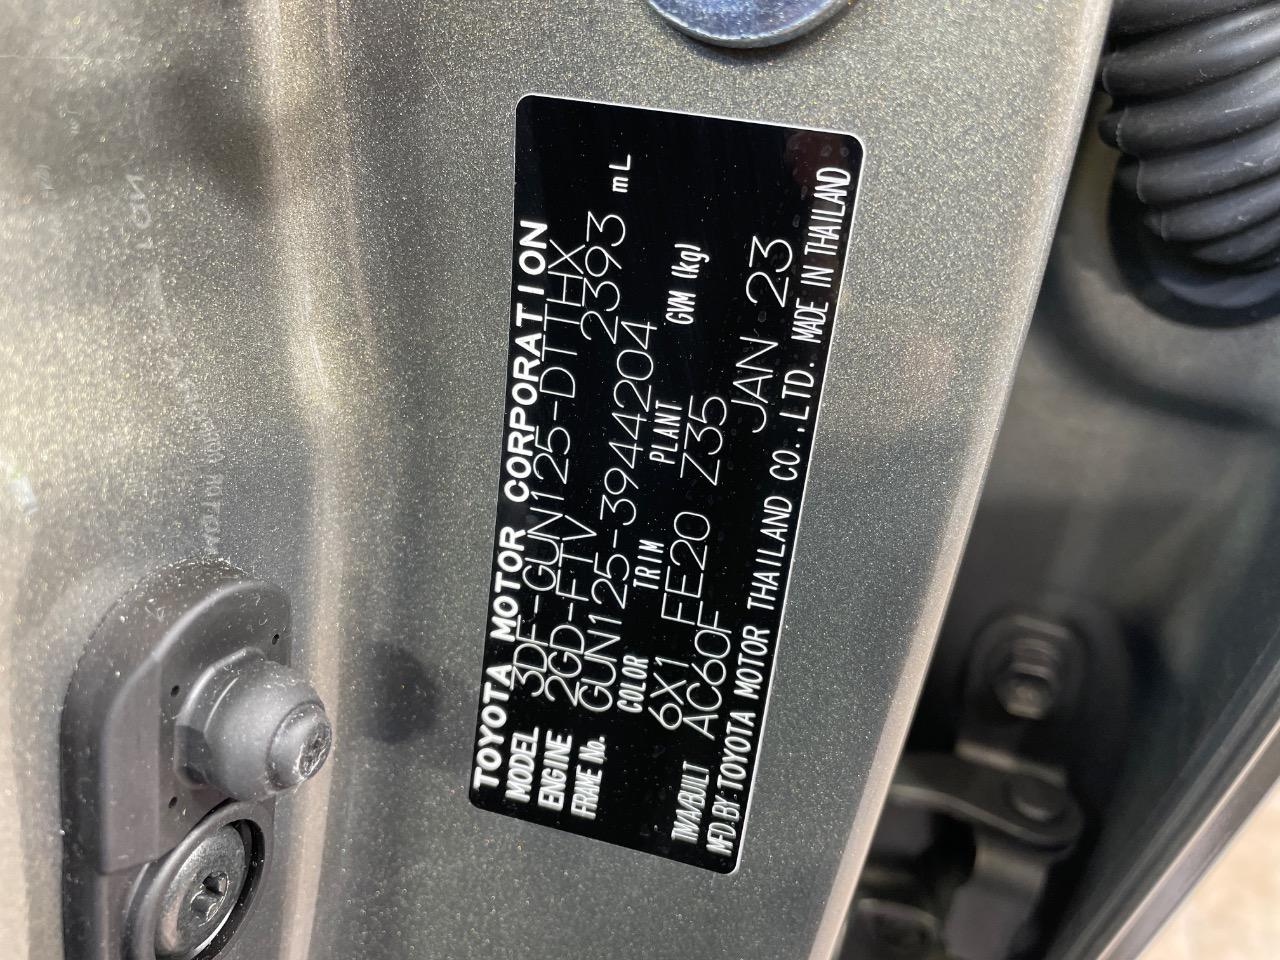 TOYOTA MOTOR CORPORATION
MODEL 3DF-GUN125-DTTHX
ENGINE 2GD-FTV 2393 mL
FRAME No. GUN125-3944204
COLOR TRIM PLANT GVM (kg)
6X1 FE20 Z35
TM/A/BUILT AC60F JAN 23
MFD.BY TOYOTA MOTOR THAILAND CO.,LTD. MADE IN THAILAND